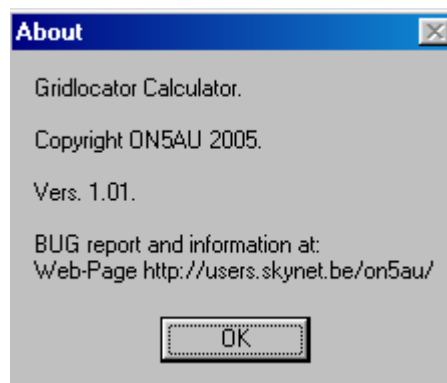 About
Gridlocator Calculator.
Copyright ON5AU 2005.
Vers. 1.01.
BUG report and information at:
Web-Page http://users.skynet.be/on5au/
OK